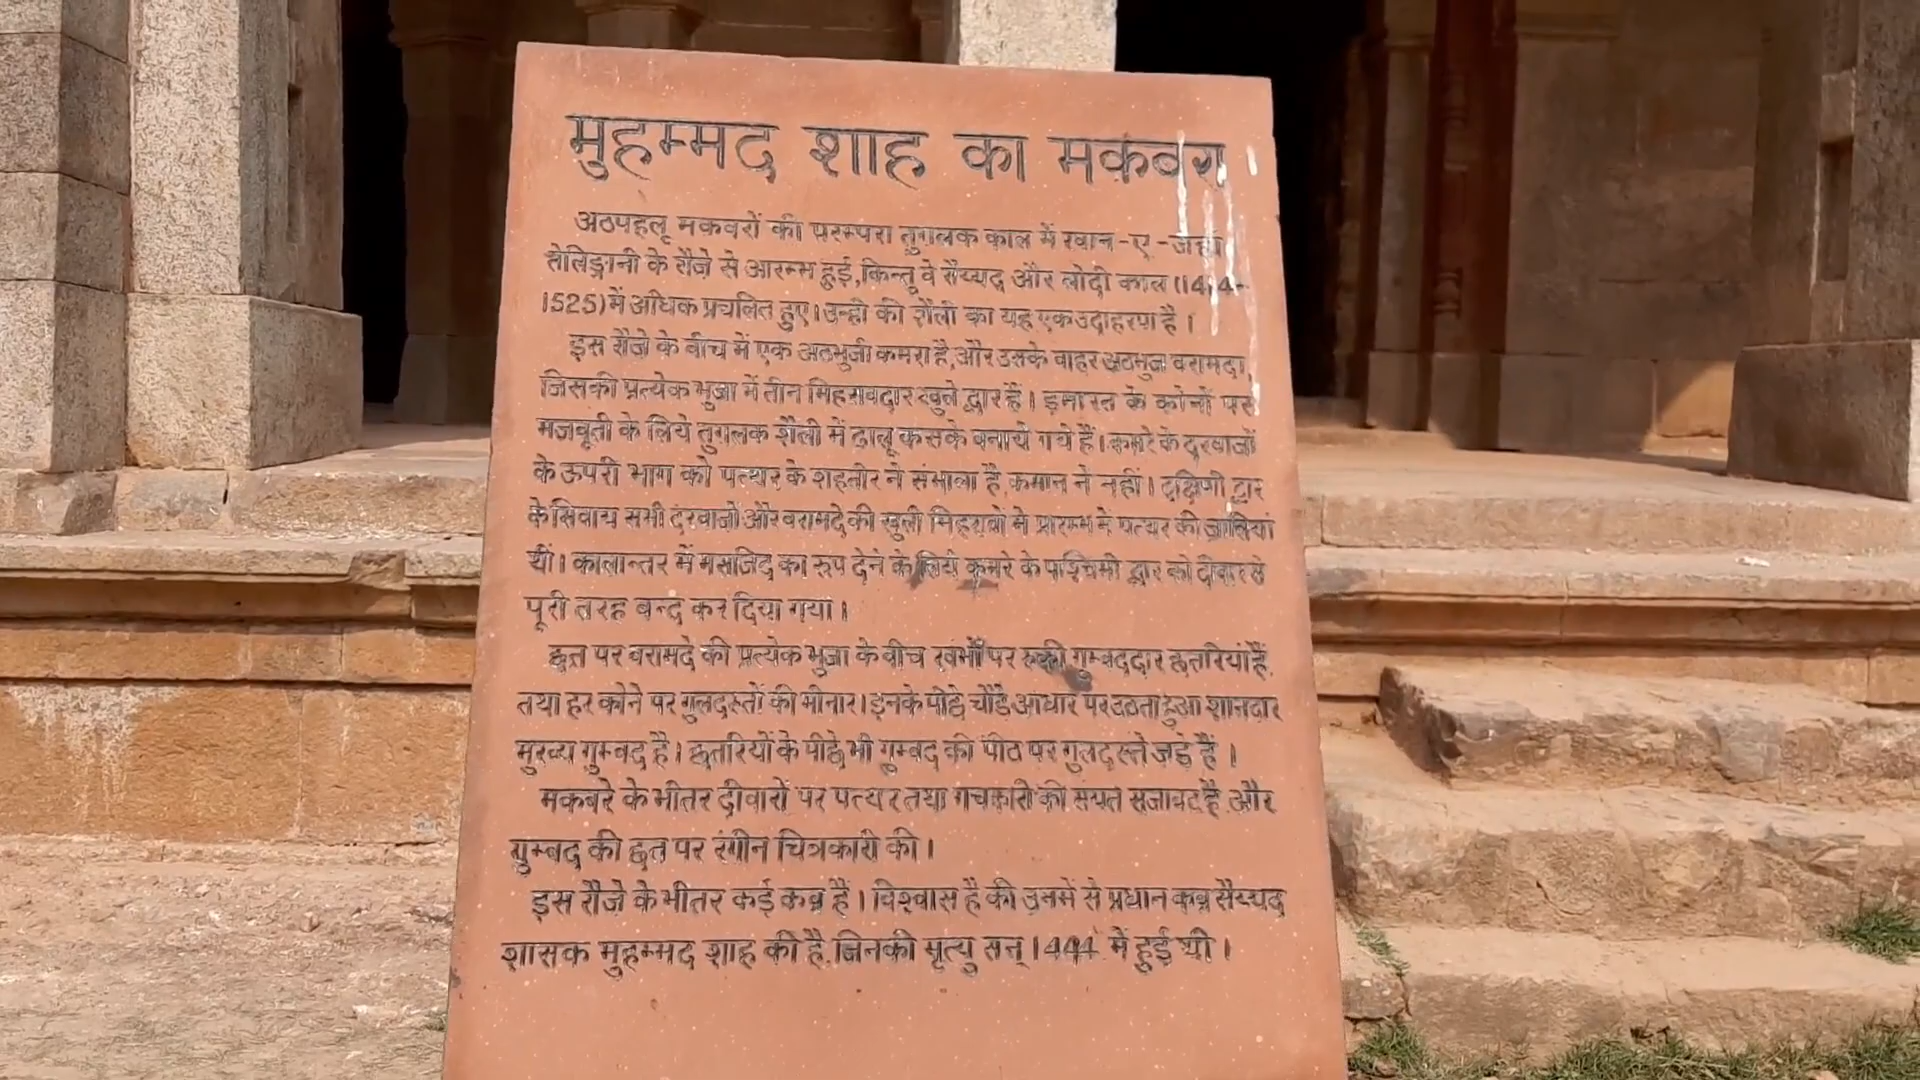 मुहम्मद शाह का मकबरा
अठपहलू मकबरों की परम्परा तुगलक काल में खान-ए-जहाँ
तेलिङ्गानी के रौजे से आरम्भ हुई, किन्तु वे सैय्यद और लोदी काल (1414-
1525) में अधिक प्रचलित हुए। उन्ही की शैली का यह एक उदाहरण है।
इस रौजे के बीच में एक अठभुजी कमरा है, और उसके बाहर अठभुज बरामदा,
जिसकी प्रत्येक भुजा में तीन मिहराबदार खुले द्वार हैं। इमारत के कोनों पर
मजबूती के लिये तुगलक शैली में ढालू कसके बनाये गये हैं। कमरे के दरवाजों
के ऊपरी भाग को पत्थर के शहतीर ने संभाला है, कमान ने नहीं। दक्षिणी द्वार
के सिवाय सभी दरवाजों और बरामदे की खुली मिहराबों में प्रारम्भ में पत्थर की जालियां
थीं। कालान्तर में मसजिद का रुप देने के लिये कमरे के पश्चिमी द्वार को दीवार से
पूरी तरह बन्द कर दिया गया।
छत पर बरामदे की प्रत्येक भुजा के बीच खंभों पर रुकी गुम्बददार छतरियां हैं,
तथा हर कोने पर गुलदस्तों की मीनार। इनके पीछे चौड़े आधार पर उठता हुआ शानदार
मुख्य गुम्बद है। छतरियों के पीछे भी गुम्बद की पीठ पर गुलदस्ते जड़े हैं।
मकबरे के भीतर दीवारों पर पत्थर तथा गचकारी की संयत सजावट है, और
गुम्बद की छत पर रंगीन चित्रकारी की।
इस रौजे के भीतर कई कब्र हैं। विश्वास है की उनमें से प्रधान कब्र सैय्यद
शासक मुहम्मद शाह की है, जिनकी मृत्यु सन् 1444 में हुई थी।